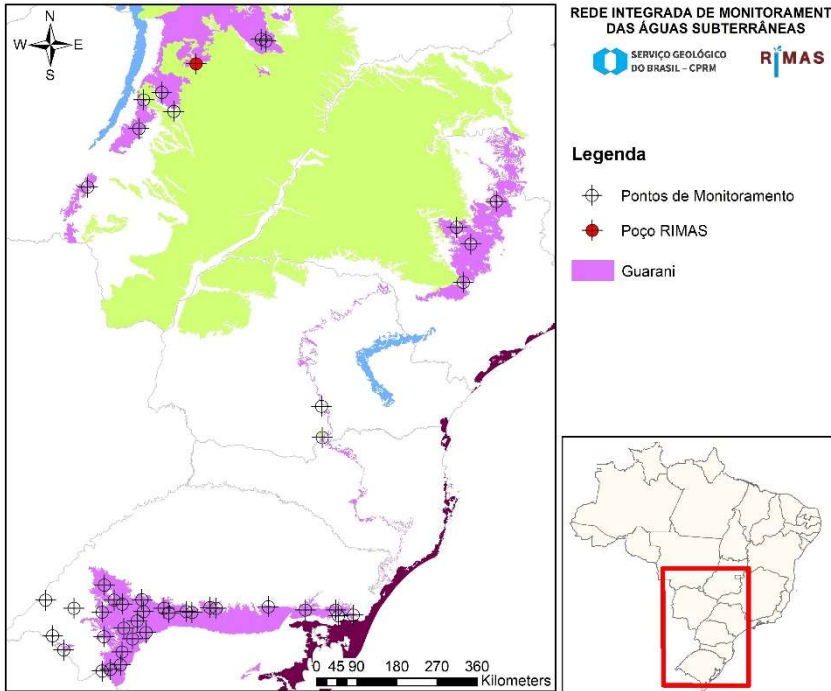 N
W E
S
REDE INTEGRADA DE MONITORAMENT
DAS ÁGUAS SUBTERRÂNEAS
SERVIÇO GEOLÓGICO
DO BRASIL – CPRM
RIMAS
Legenda
Pontos de Monitoramento
Poço RIMAS
Guarani
0 45 90 180 270 360
Kilometers